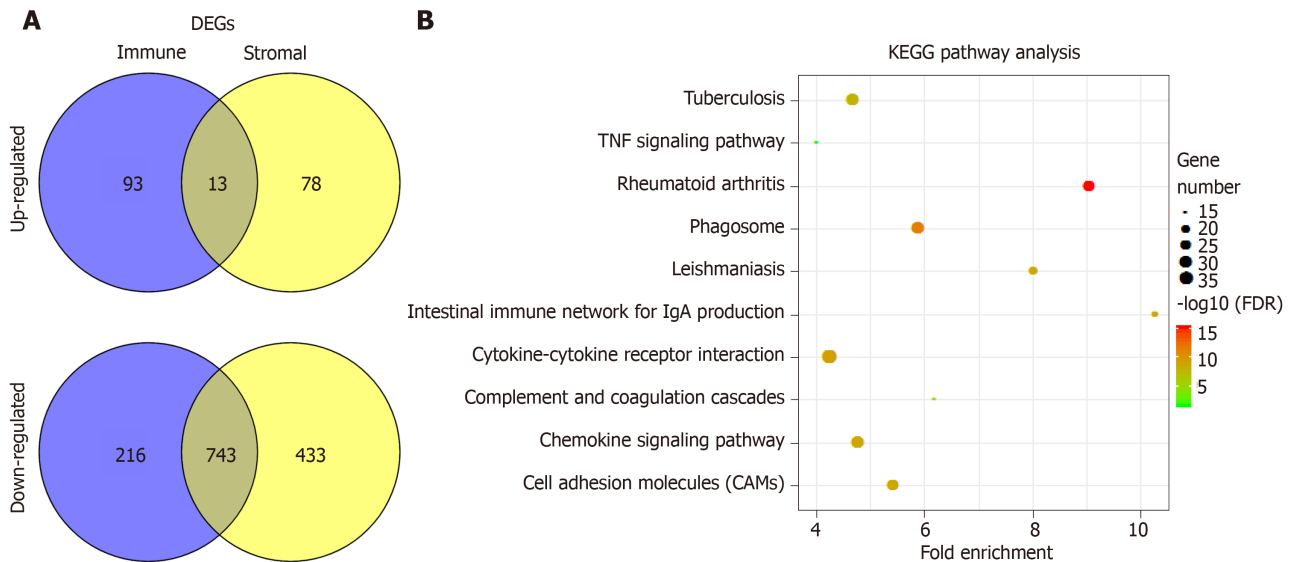 A
DEGs
Immune Stromal
Up-regulated
93 13 78
Down-regulated
216 743 433
B
KEGG pathway analysis
Tuberculosis
TNF signaling pathway
Rheumatoid arthritis
Phagosome
Leishmaniasis
Intestinal immune network for IgA production
Cytokine-cytokine receptor interaction
Complement and coagulation cascades
Chemokine signaling pathway
Cell adhesion molecules (CAMs)
4 6 8 10
Fold enrichment
Gene
number
15
20
25
30
35
-log10 (FDR)
15
10
5